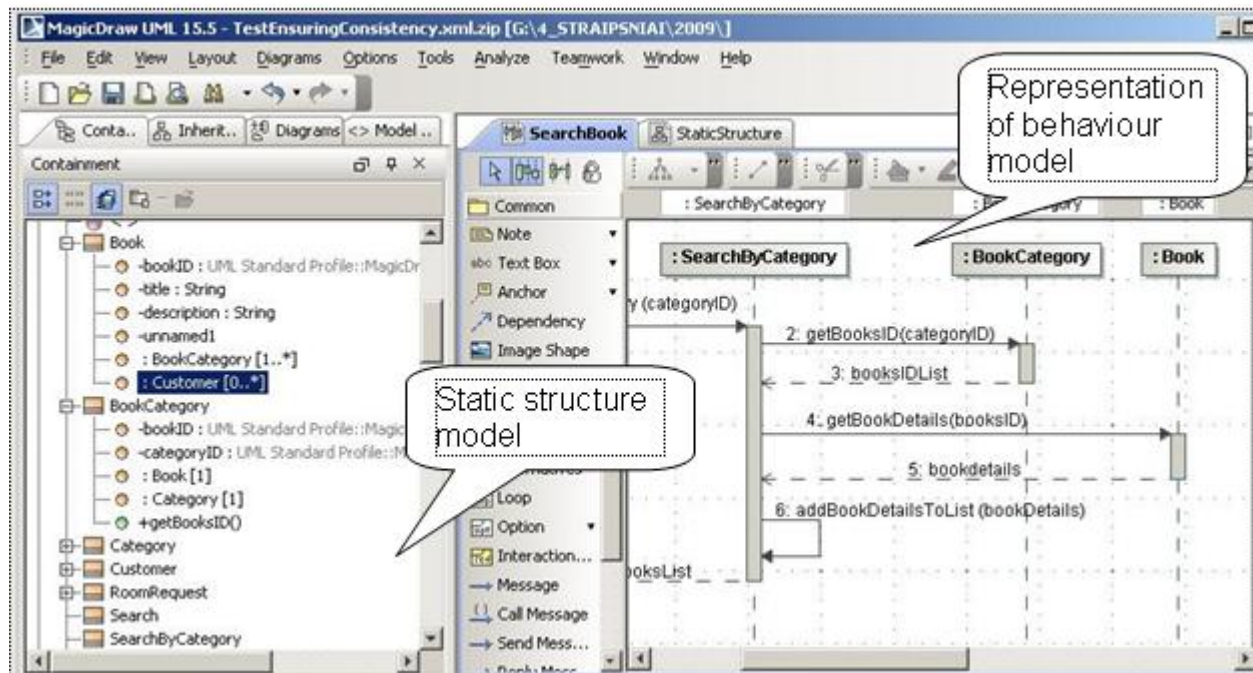 MagicDraw UML 15.5 - TestEnsuringConsistency.xml.zip [G:\4_STRAIPSNIAI\2009\]
File Edit View Layout Diagrams Options Tools Analyze Teamwork Window Help
Conta.. Inherit.. Diagrams <> Model ..
Containment
Book
-bookID : UML Standard Profile::MagicDr
-title : String
-description : String
-unnamed1
: BookCategory [1..*]
: Customer [0..*]
BookCategory
-bookID : UML Standard Profile::Magic
-categoryID : UML Standard Profile::M
: Book [1]
: Category [1]
+getBooksID()
Category
Customer
RoomRequest
Search
SearchByCategory
Static structure
model
SearchBook StaticStructure
Common
Note
abc Text Box
Anchor
Dependency
Image Shape
Loop
Option
Interaction...
Message
Call Message
Send Mess...
Representation
of behaviour
model
: SearchByCategory : Book
: SearchByCategory : BookCategory : Book
y (categoryID)
2: getBooksID(categoryID)
3: booksIDList
4: getBookDetails(booksID)
5: bookdetails
6: addBookDetailsToList (bookDetails)
ooksList